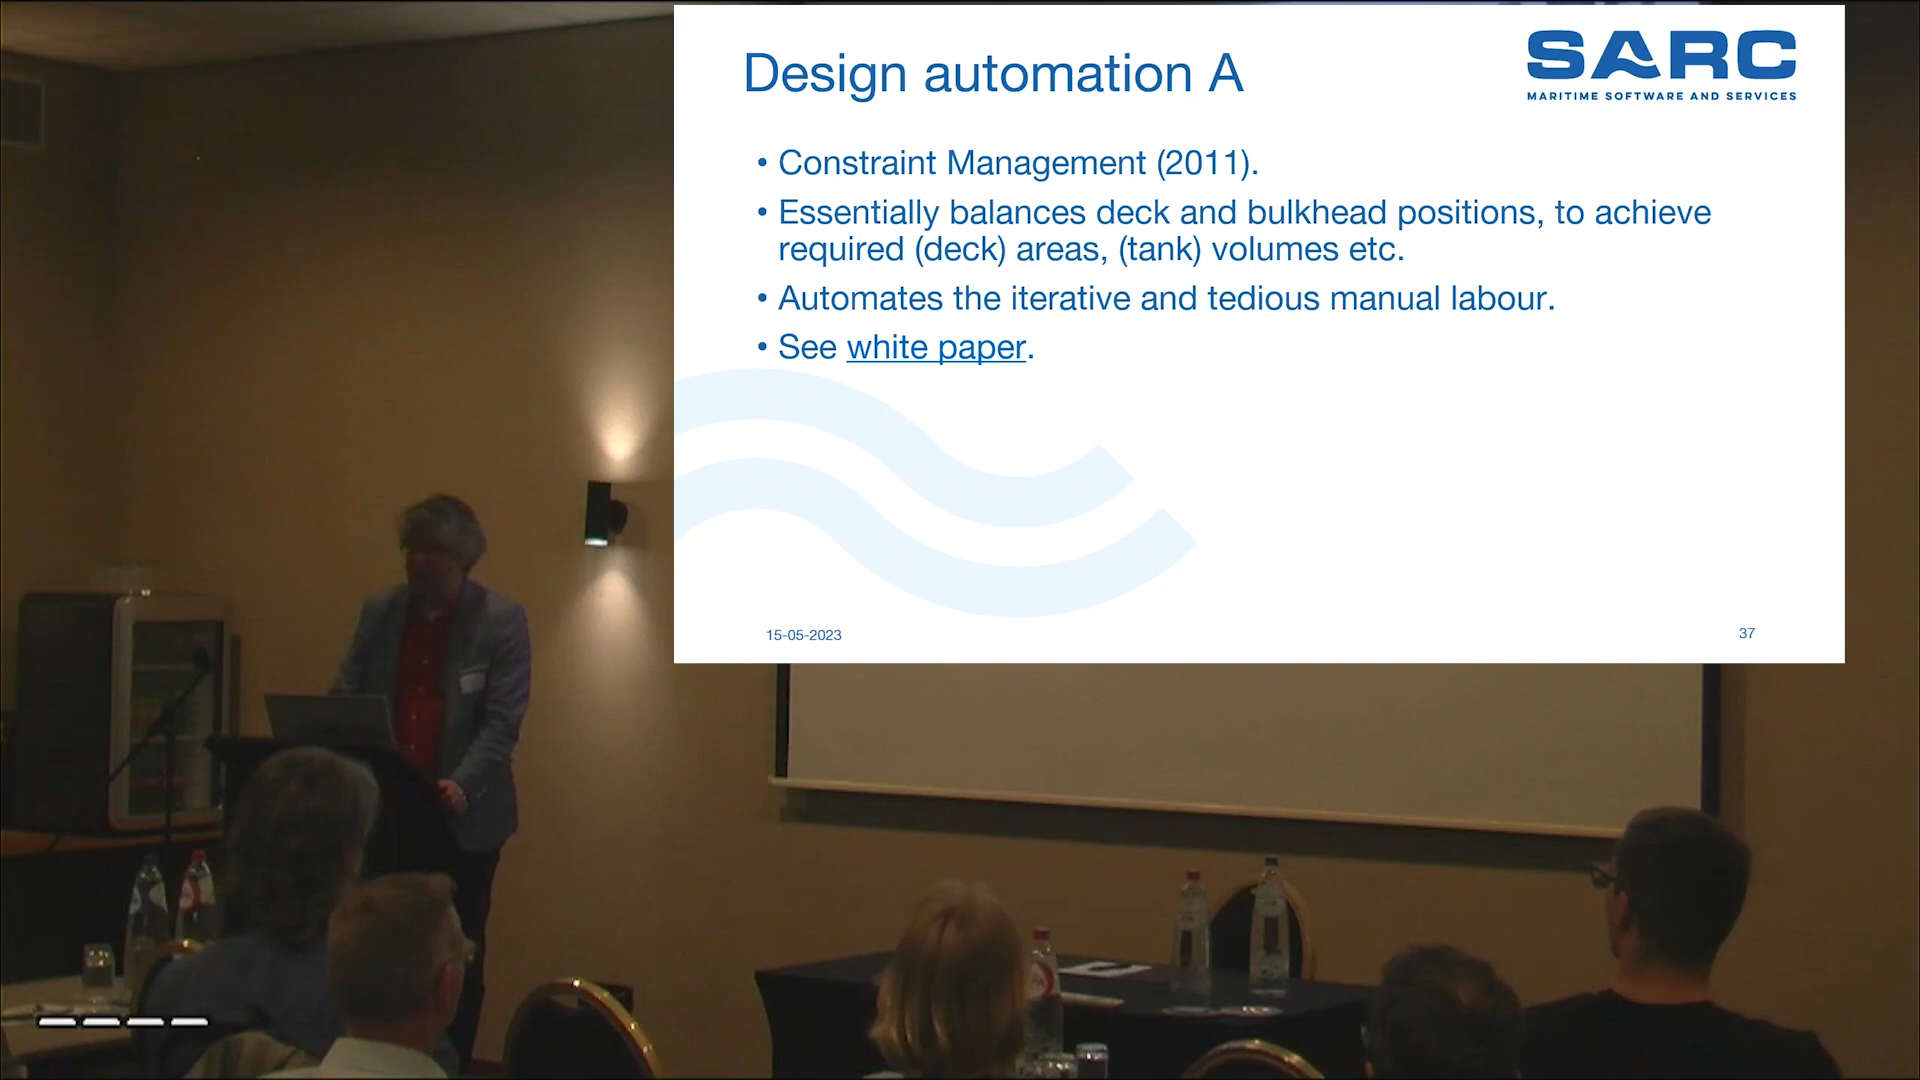 SARC
MARITIME SOFTWARE AND SERVICES
Design automation A
• Constraint Management (2011).
• Essentially balances deck and bulkhead positions, to achieve
required (deck) areas, (tank) volumes etc.
• Automates the iterative and tedious manual labour.
• See white paper.
15-05-2023
37